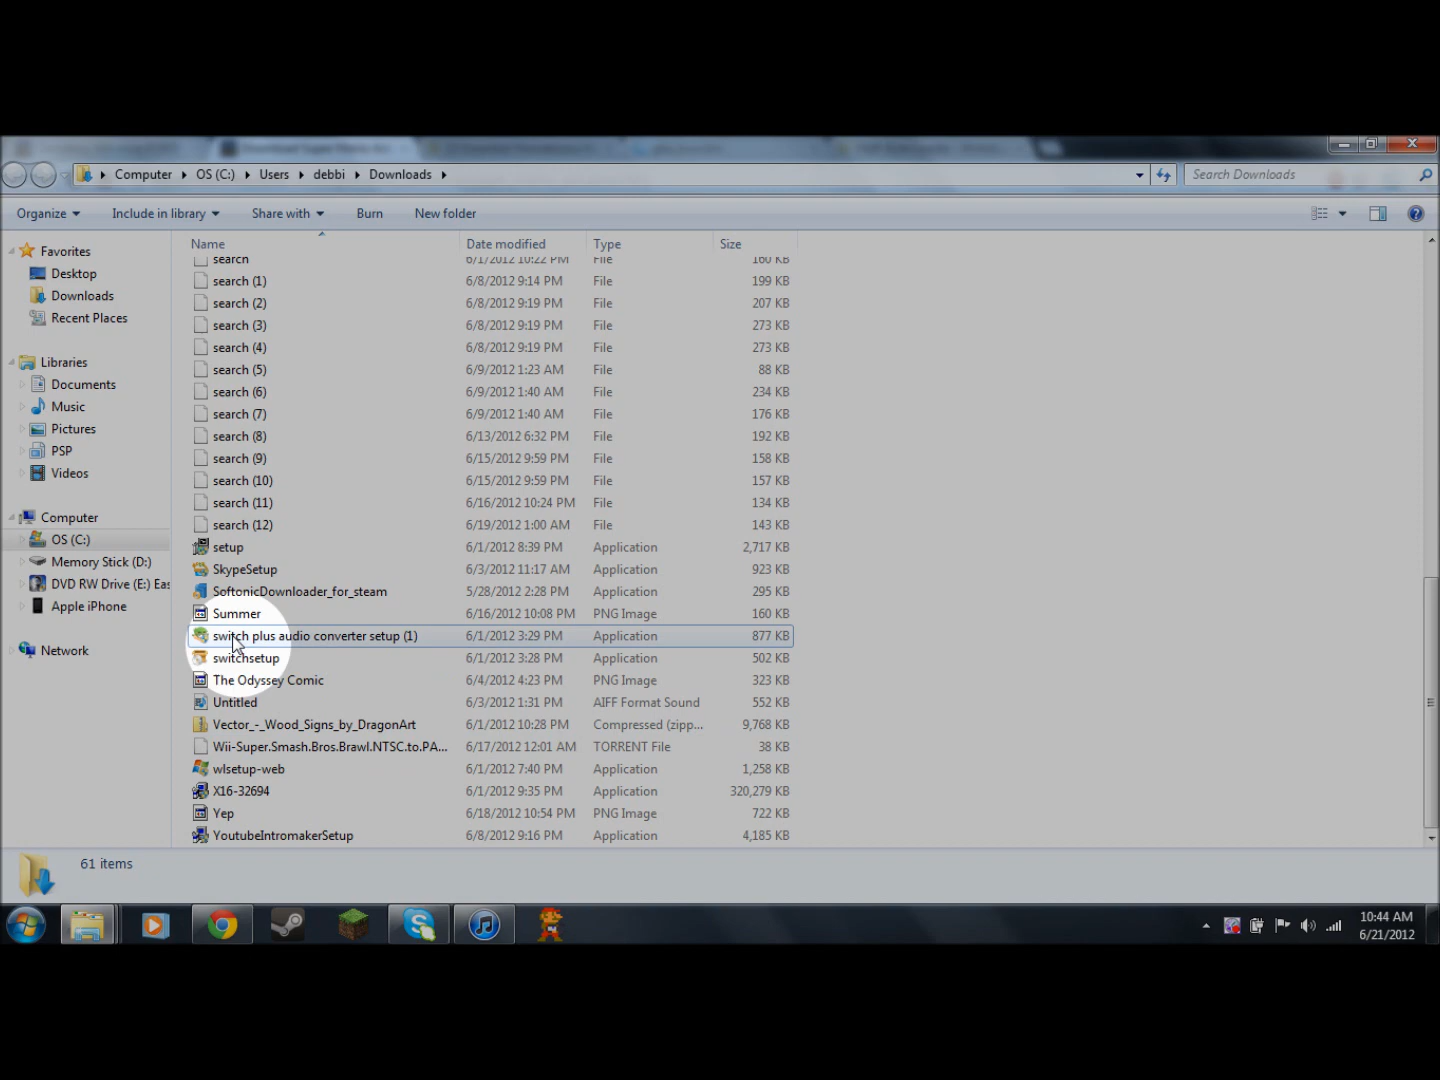 Computer ▸ OS (C:) ▸ Users ▸ debbi ▸ Downloads ▸
Search Downloads
Organize Include in library Share with Burn New folder
Name Date modified Type Size
Favorites
Desktop
Downloads
Recent Places
Libraries
Documents
Music
Pictures
PSP
Videos
Computer
OS (C:)
Memory Stick (D:)
DVD RW Drive (E:) Eas
Apple iPhone
Network
search 6/1/2012 10:22 PM File 160 KB
search (1) 6/8/2012 9:14 PM File 199 KB
search (2) 6/8/2012 9:19 PM File 207 KB
search (3) 6/8/2012 9:19 PM File 273 KB
search (4) 6/8/2012 9:19 PM File 273 KB
search (5) 6/9/2012 1:23 AM File 88 KB
search (6) 6/9/2012 1:40 AM File 234 KB
search (7) 6/9/2012 1:40 AM File 176 KB
search (8) 6/13/2012 6:32 PM File 192 KB
search (9) 6/15/2012 9:59 PM File 158 KB
search (10) 6/15/2012 9:59 PM File 157 KB
search (11) 6/16/2012 10:24 PM File 134 KB
search (12) 6/19/2012 1:00 AM File 143 KB
setup 6/1/2012 8:39 PM Application 2,717 KB
SkypeSetup 6/3/2012 11:17 AM Application 923 KB
SoftonicDownloader_for_steam 5/28/2012 2:28 PM Application 295 KB
Summer 6/16/2012 10:08 PM PNG Image 160 KB
switch plus audio converter setup (1) 6/1/2012 3:29 PM Application 877 KB
switchsetup 6/1/2012 3:28 PM Application 502 KB
The Odyssey Comic 6/4/2012 4:23 PM PNG Image 323 KB
Untitled 6/3/2012 1:31 PM AIFF Format Sound 552 KB
Vector_-_Wood_Signs_by_DragonArt 6/1/2012 10:28 PM Compressed (zipp... 9,768 KB
Wii-Super.Smash.Bros.Brawl.NTSC.to.PA... 6/17/2012 12:01 AM TORRENT File 38 KB
wlsetup-web 6/1/2012 7:40 PM Application 1,258 KB
X16-32694 6/1/2012 9:35 PM Application 320,279 KB
Yep 6/18/2012 10:54 PM PNG Image 722 KB
YoutubeIntromakerSetup 6/8/2012 9:16 PM Application 4,185 KB
61 items
10:44 AM
6/21/2012